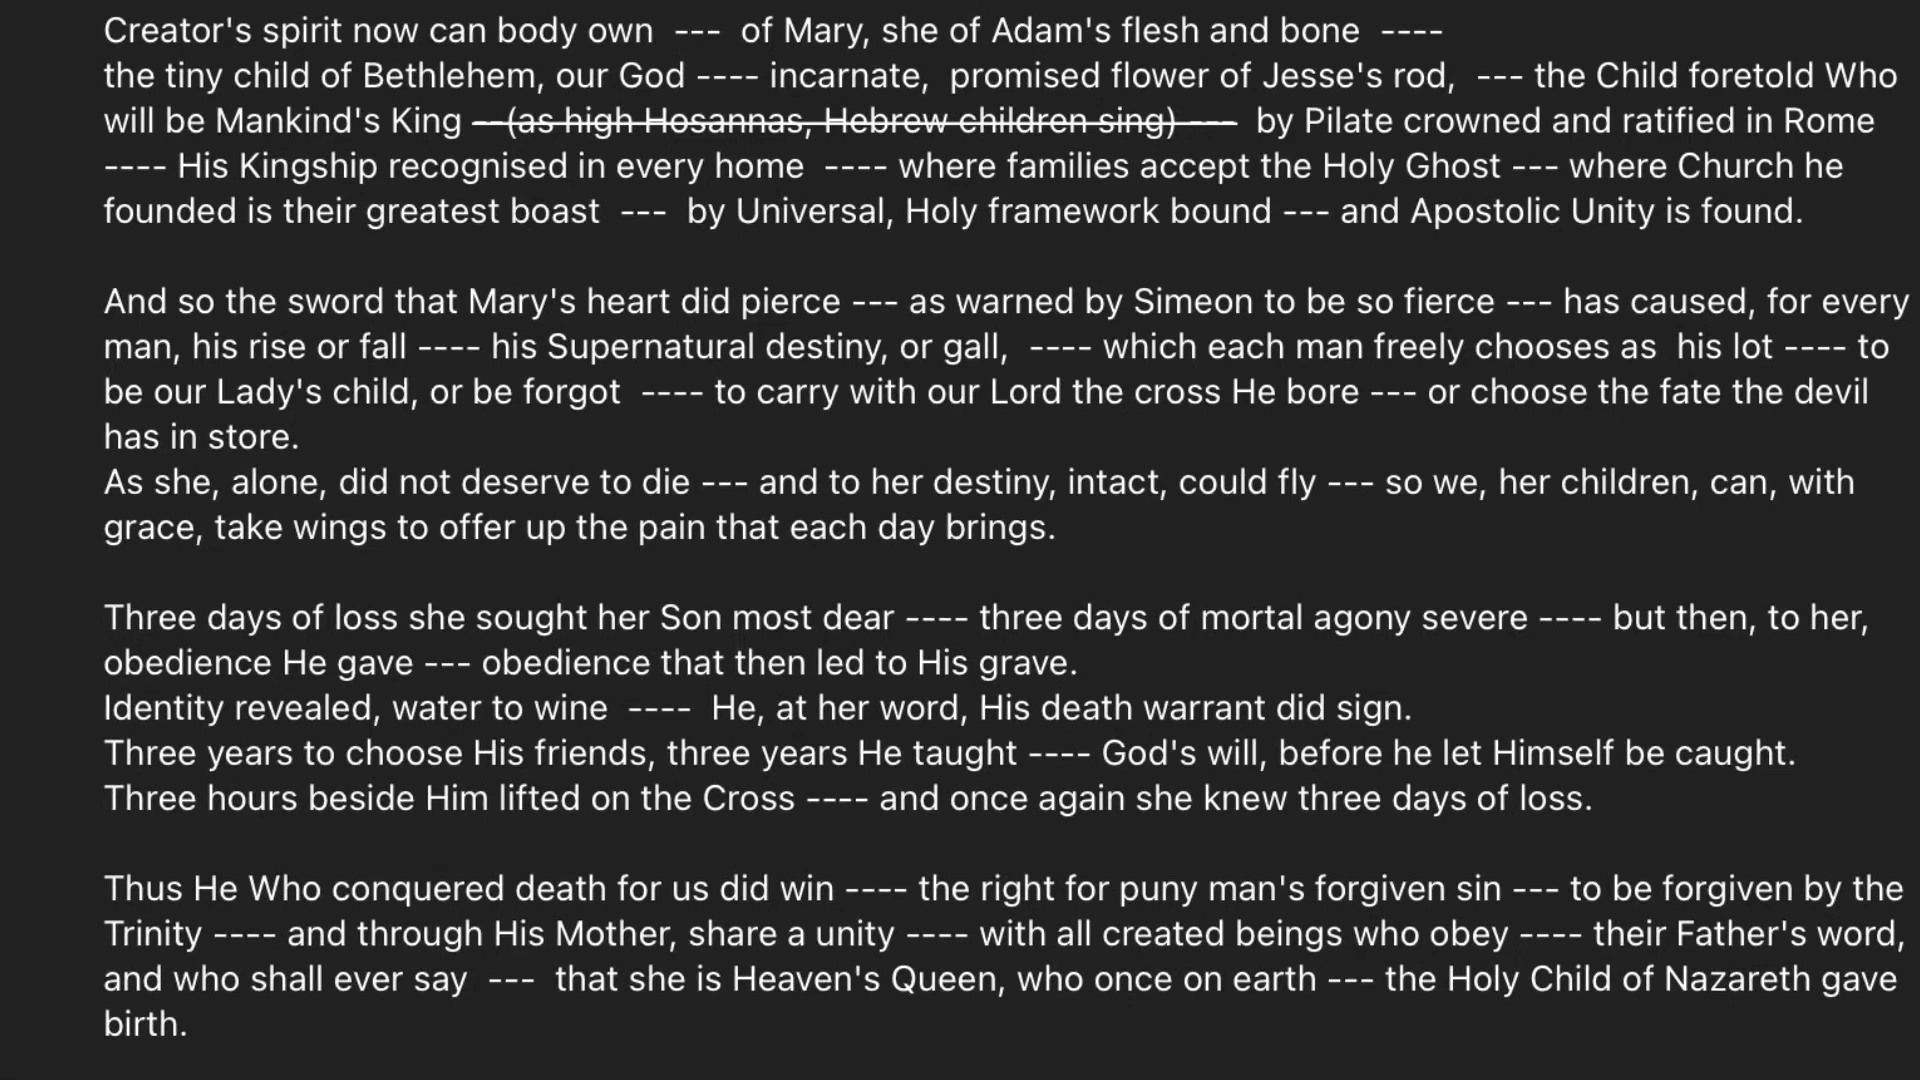 Creator's spirit now can body own  ---  of Mary, she of Adam's flesh and bone  ----
the tiny child of Bethlehem, our God ---- incarnate,  promised flower of Jesse's rod,  --- the Child foretold Who
will be Mankind's King --(as high Hosannas, Hebrew children sing) ---  by Pilate crowned and ratified in Rome
---- His Kingship recognised in every home  ---- where families accept the Holy Ghost --- where Church he
founded is their greatest boast  ---  by Universal, Holy framework bound --- and Apostolic Unity is found.

And so the sword that Mary's heart did pierce --- as warned by Simeon to be so fierce --- has caused, for every
man, his rise or fall ---- his Supernatural destiny, or gall,  ---- which each man freely chooses as  his lot ---- to
be our Lady's child, or be forgot  ---- to carry with our Lord the cross He bore --- or choose the fate the devil
has in store.
As she, alone, did not deserve to die --- and to her destiny, intact, could fly --- so we, her children, can, with
grace, take wings to offer up the pain that each day brings.

Three days of loss she sought her Son most dear ---- three days of mortal agony severe ---- but then, to her,
obedience He gave --- obedience that then led to His grave.
Identity revealed, water to wine  ----  He, at her word, His death warrant did sign.
Three years to choose His friends, three years He taught ---- God's will, before he let Himself be caught.
Three hours beside Him lifted on the Cross ---- and once again she knew three days of loss.

Thus He Who conquered death for us did win ---- the right for puny man's forgiven sin --- to be forgiven by the
Trinity ---- and through His Mother, share a unity ---- with all created beings who obey ---- their Father's word,
and who shall ever say  ---  that she is Heaven's Queen, who once on earth --- the Holy Child of Nazareth gave
birth.